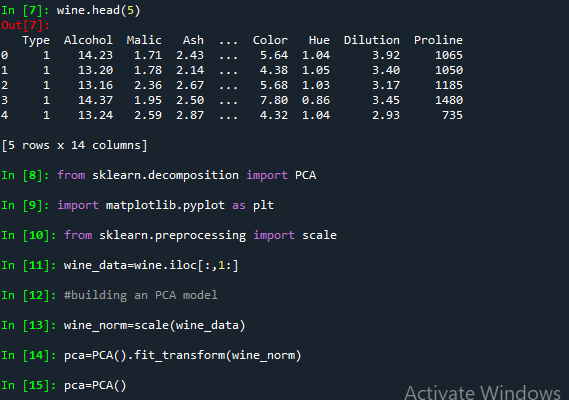 In [7]: wine.head(5)
Out[7]:
   Type  Alcohol  Malic   Ash  ...  Color   Hue  Dilution  Proline
0     1    14.23   1.71  2.43  ...   5.64  1.04      3.92     1065
1     1    13.20   1.78  2.14  ...   4.38  1.05      3.40     1050
2     1    13.16   2.36  2.67  ...   5.68  1.03      3.17     1185
3     1    14.37   1.95  2.50  ...   7.80  0.86      3.45     1480
4     1    13.24   2.59  2.87  ...   4.32  1.04      2.93      735
[5 rows x 14 columns]
In [8]: from sklearn.decomposition import PCA
In [9]: import matplotlib.pyplot as plt
In [10]: from sklearn.preprocessing import scale
In [11]: wine_data=wine.iloc[:,1:]
In [12]: #building an PCA model
In [13]: wine_norm=scale(wine_data)
In [14]: pca=PCA().fit_transform(wine_norm)
In [15]: pca=PCA()
Activate Windows